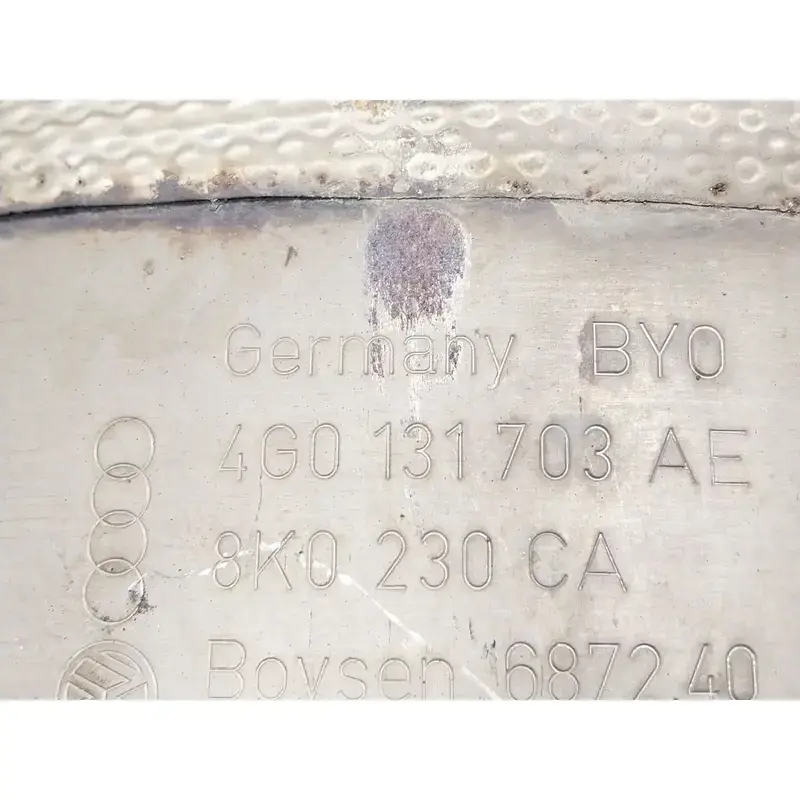 Germany BYO
4G0 131 703 AE
8K0 230 CA
Boysen 6872.40